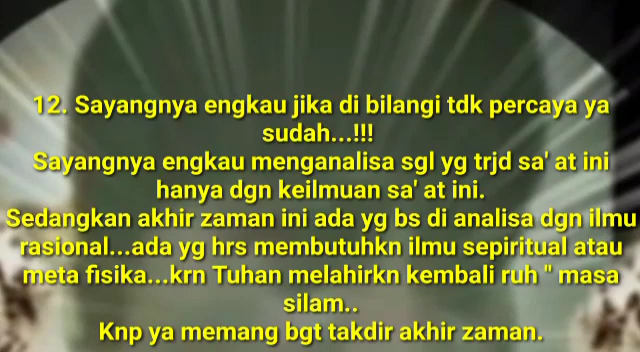 12. Sayangnya engkau jika di bilangi tdk percaya ya
sudah...!!!
Sayangnya engkau menganalisa sgl yg trjd sa' at ini
hanya dgn keilmuan sa' at ini.
Sedangkan akhir zaman ini ada yg bs di analisa dgn ilmu
rasional...ada yg hrs membutuhkn ilmu sepiritual atau
meta fisika...krn Tuhan melahirkn kembali ruh " masa
silam..
Knp ya memang bgt takdir akhir zaman.